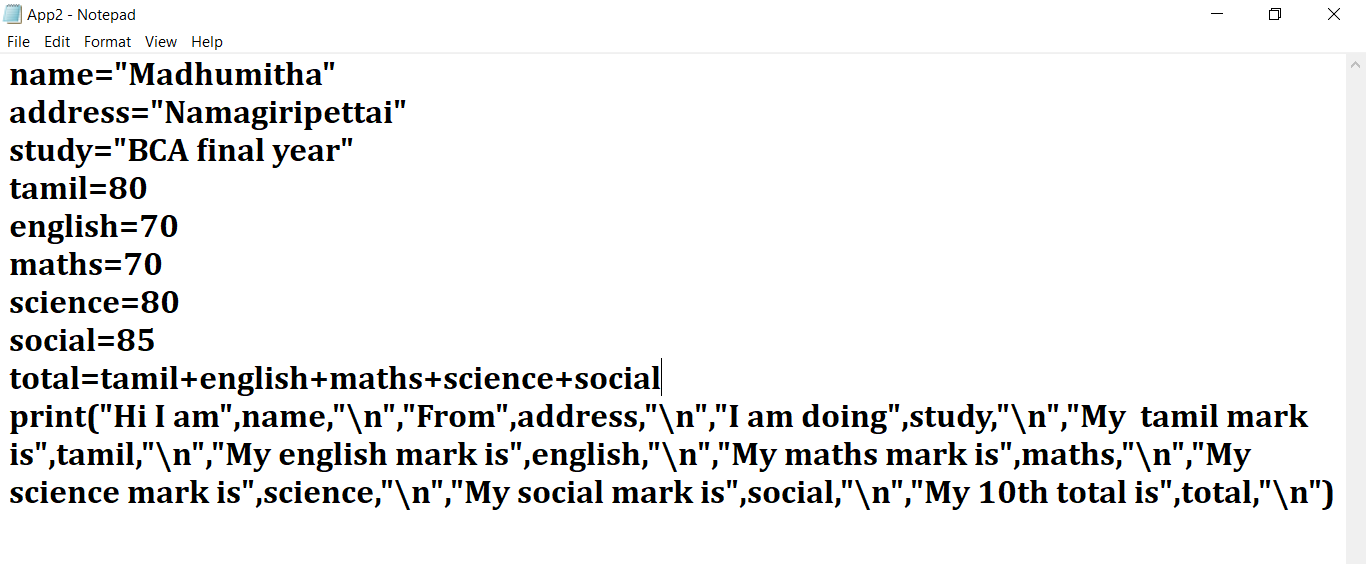 App2 - Notepad
File Edit Format View Help
name="Madhumitha"
address="Namagiripettai"
study="BCA final year"
tamil=80
english=70
maths=70
science=80
social=85
total=tamil+english+maths+science+social
print("Hi I am",name,"\n","From",address,"\n","I am doing",study,"\n","My  tamil mark
is",tamil,"\n","My english mark is",english,"\n","My maths mark is",maths,"\n","My
science mark is",science,"\n","My social mark is",social,"\n","My 10th total is",total,"\n")